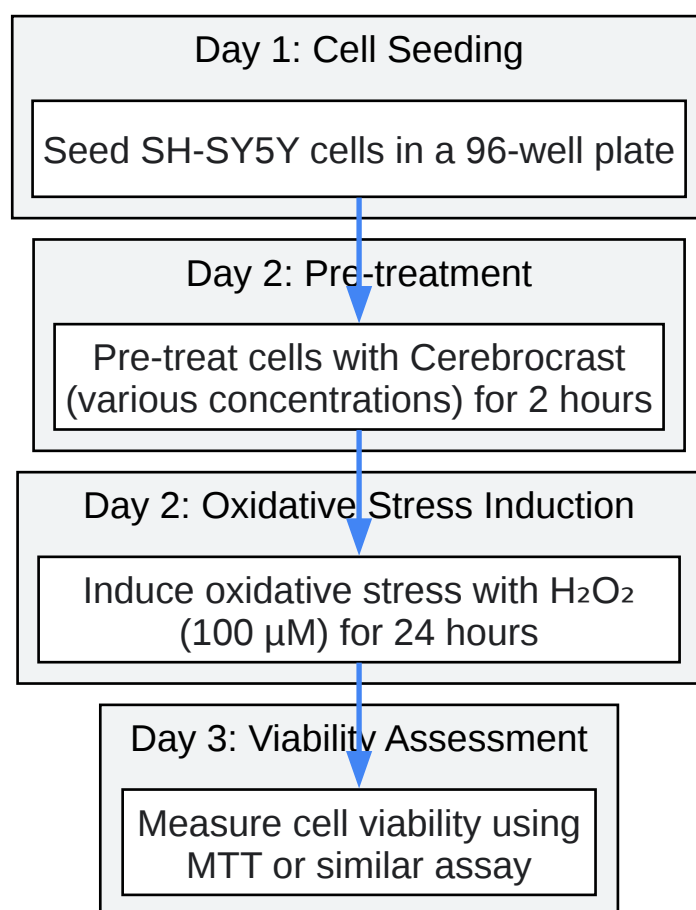 Day 1: Cell Seeding
Seed SH-SY5Y cells in a 96-well plate
Day 2: Pre-treatment
Pre-treat cells with Cerebrocrast
(various concentrations) for 2 hours
Day 2: Oxidative Stress Induction
Induce oxidative stress with H₂O₂
(100 µM) for 24 hours
Day 3: Viability Assessment
Measure cell viability using
MTT or similar assay